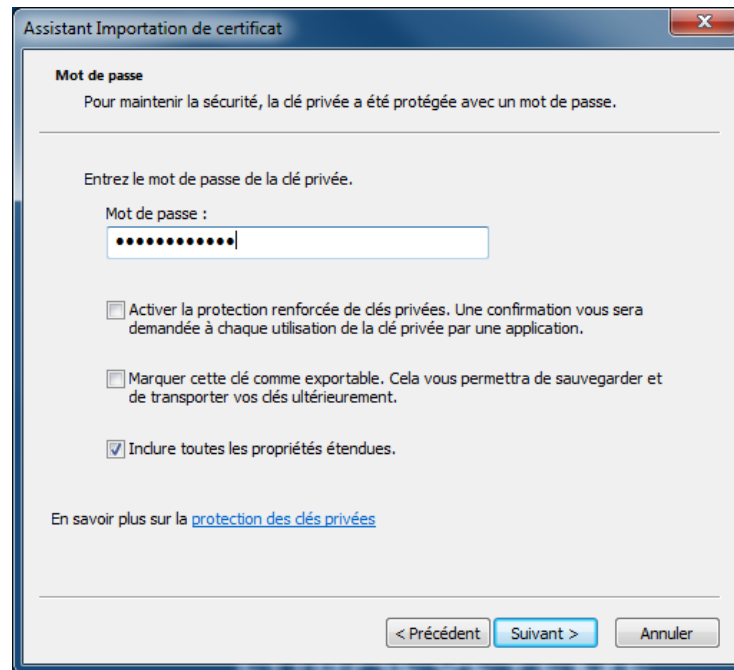 Assistant Importation de certificat
Mot de passe
Pour maintenir la sécurité, la clé privée a été protégée avec un mot de passe.
Entrez le mot de passe de la clé privée.
Mot de passe :
••••••••••••
Activer la protection renforcée de clés privées. Une confirmation vous sera
demandée à chaque utilisation de la clé privée par une application.
Marquer cette clé comme exportable. Cela vous permettra de sauvegarder et
de transporter vos clés ultérieurement.
Inclure toutes les propriétés étendues.
En savoir plus sur la protection des clés privées
< Précédent Suivant > Annuler